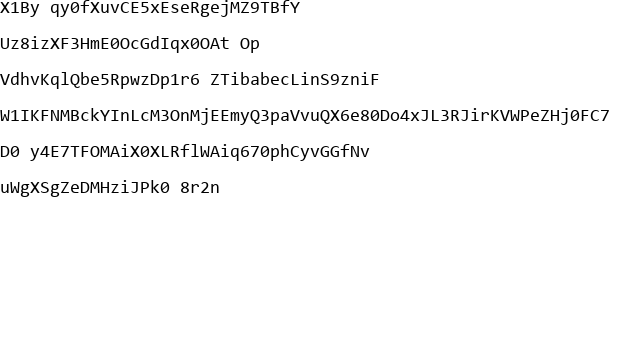 X1By qy0fXuvCE5xEseRgejMZ9TBfY
Uz8izXF3HmE0OcGdIqx0OAt Op
VdhvKqlQbe5RpwzDp1r6 ZTibabecLinS9zniF
W1IKFNMBckYInLcM3OnMjEEmyQ3paVvuQX6e80Do4xJL3RJirKVWPeZHj0FC7
D0 y4E7TFOMAiX0XLRflWAiq670phCyvGGfNv
uWgXSgZeDMHziJPk0 8r2n